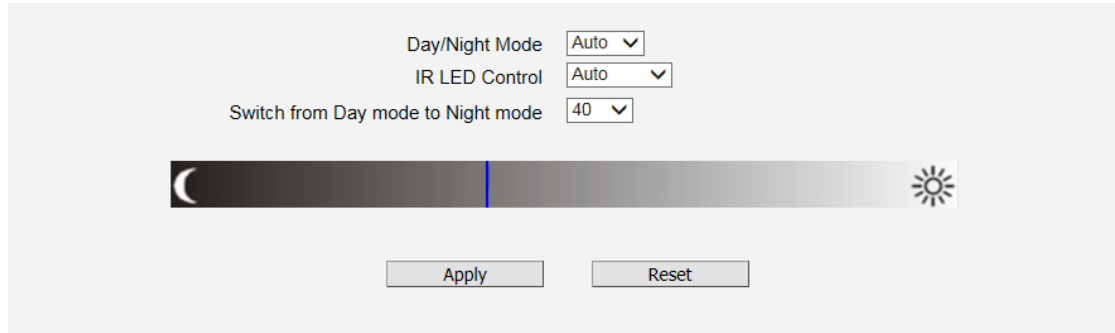 Day/Night Mode Auto
IR LED Control Auto
Switch from Day mode to Night mode 40
Apply Reset